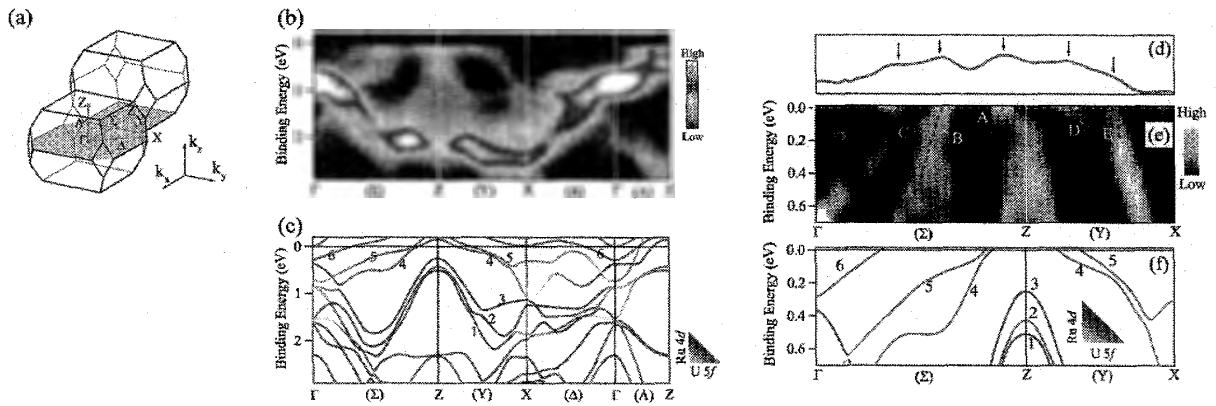 (a)
Z
X
kz
kx
ky
(b)
Binding Energy (eV)
High
Low
Γ (Σ) Z (Y) X (Δ) Γ (Λ) Z
(c)
Binding Energy (eV)
0
1
2
6 5 4
4 5 6
3
2
1
Ru 4d
U 5f
Γ (Σ) Z (Y) X (Δ) Γ (Λ) Z
(d)
(e)
Binding Energy (eV)
0.0
0.2
0.4
0.6
C B A D E
High
Low
Γ (Σ) Z (Y) X
(f)
Binding Energy (eV)
0.0
0.2
0.4
0.6
6 5 4 3 4 5
2
1
Ru 4d
U 5f
Γ (Σ) Z (Y) X